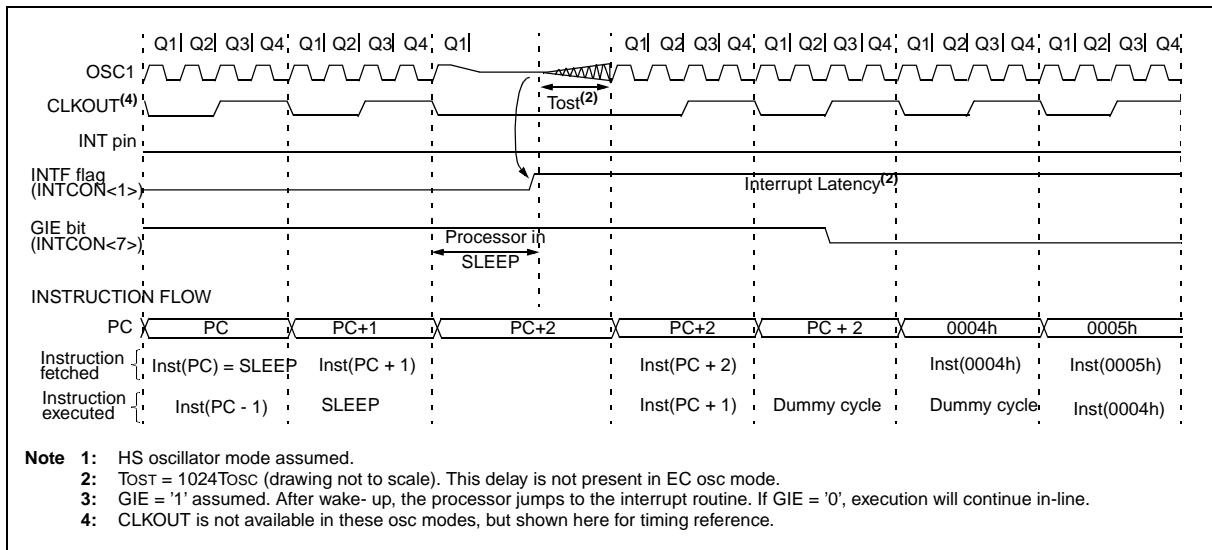 Q1 Q2 Q3 Q4 Q1 Q2 Q3 Q4 Q1 Q1 Q2 Q3 Q4 Q1 Q2 Q3 Q4 Q1 Q2 Q3 Q4 Q1 Q2 Q3 Q4
OSC1
Tost(2)
CLKOUT(4)
INT pin
INTF flag
(INTCON<1>)
Interrupt Latency(2)
GIE bit
(INTCON<7>)
Processor in
SLEEP
INSTRUCTION FLOW
PC PC PC+1 PC+2 PC+2 PC + 2 0004h 0005h
Instruction
fetched
Inst(PC) = SLEEP Inst(PC + 1) Inst(PC + 2) Inst(0004h) Inst(0005h)
Instruction
executed
Inst(PC - 1) SLEEP Inst(PC + 1) Dummy cycle Dummy cycle Inst(0004h)
Note 1: HS oscillator mode assumed.
2: TOST = 1024TOSC (drawing not to scale). This delay is not present in EC osc mode.
3: GIE = '1' assumed. After wake- up, the processor jumps to the interrupt routine. If GIE = '0', execution will continue in-line.
4: CLKOUT is not available in these osc modes, but shown here for timing reference.